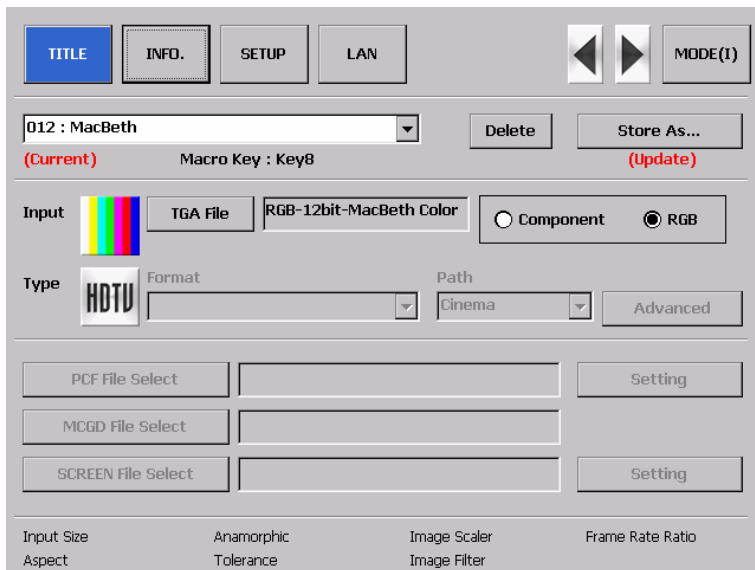 TITLE INFO. SETUP LAN MODE(I)
012 : MacBeth Delete Store As...
(Current) Macro Key : Key8 (Update)
Input TGA File RGB-12bit-MacBeth Color Component RGB
Type HDTV Format Path
Cinema Advanced
PCF File Select Setting
MCGD File Select
SCREEN File Select Setting
Input Size Anamorphic Image Scaler Frame Rate Ratio
Aspect Tolerance Image Filter